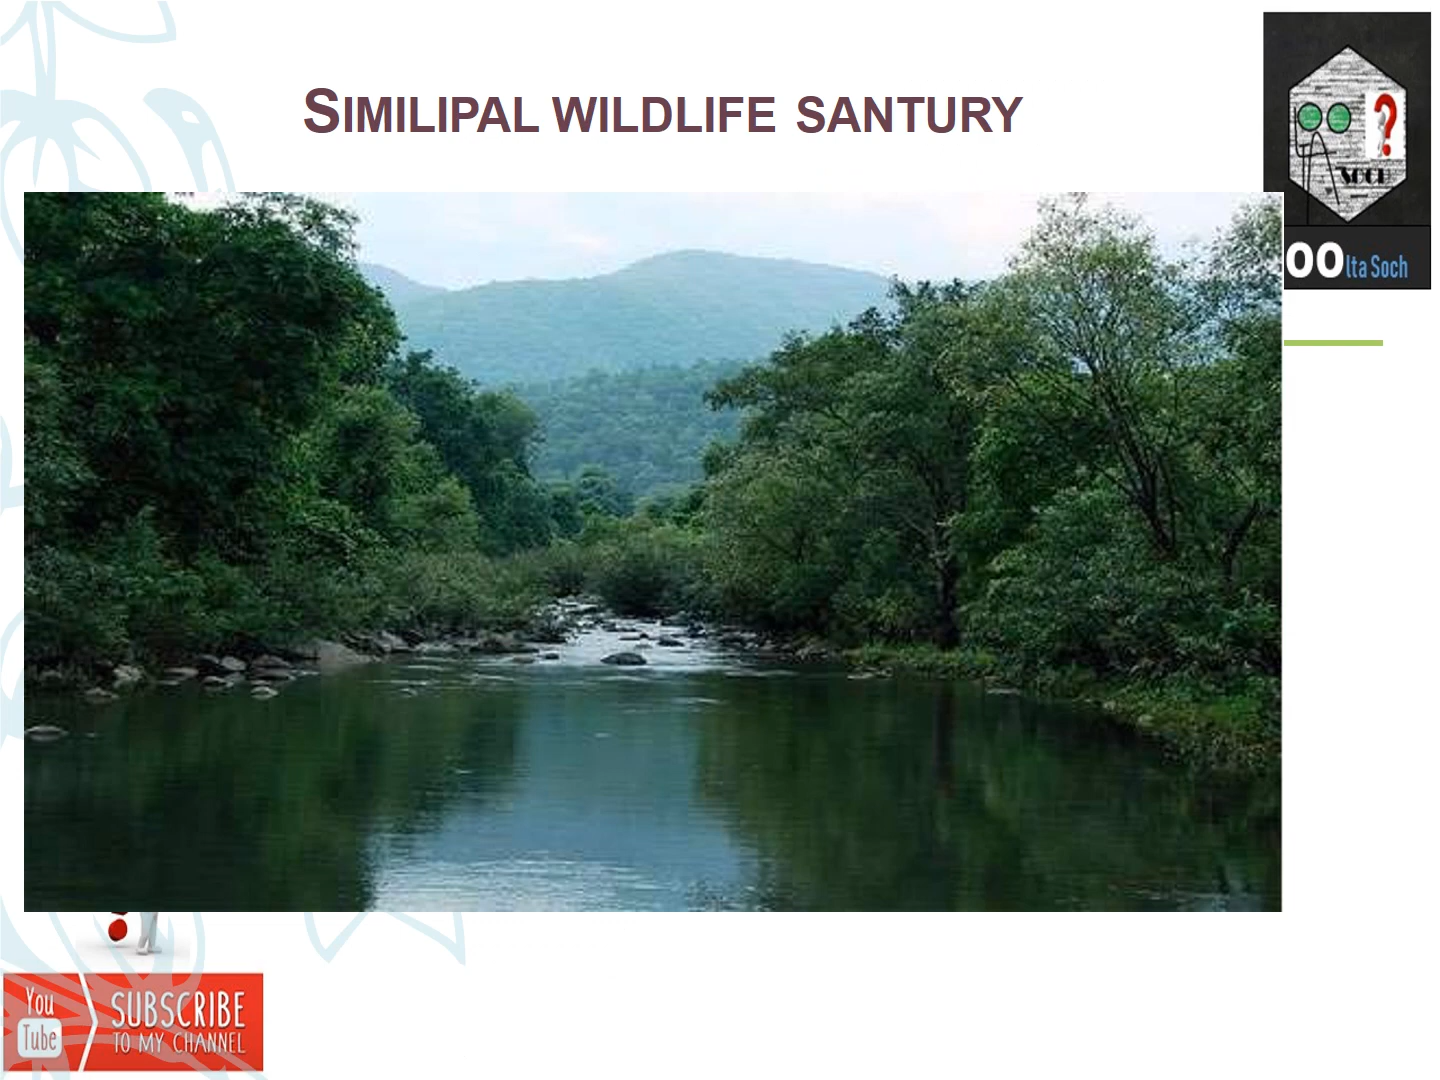 SIMILIPAL WILDLIFE SANTURY
SOCH
OOlta Soch
You
Tube
SUBSCRIBE
TO MY CHANNEL